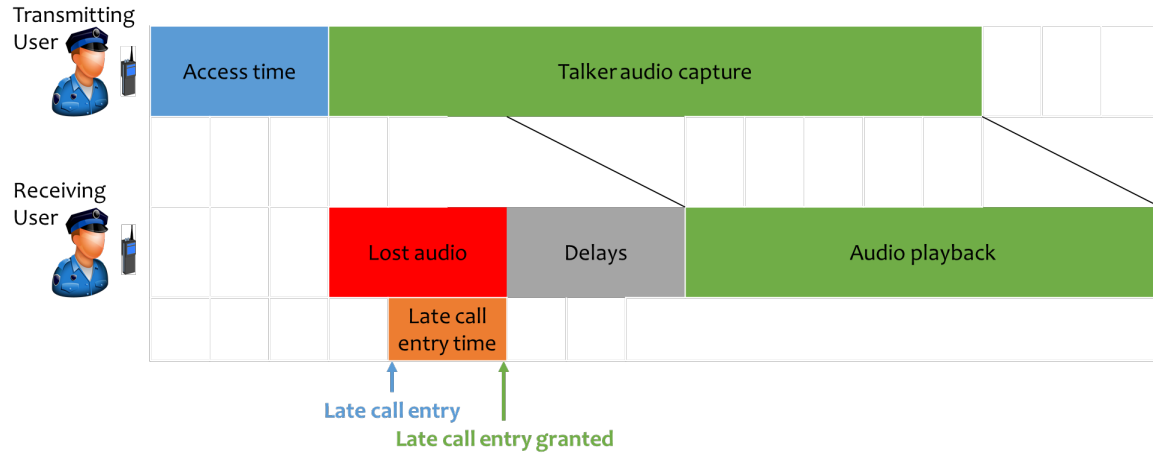 Transmitting
User
Access time
Talker audio capture
Receiving
User
Lost audio
Delays
Audio playback
Late call
entry time
Late call entry
Late call entry granted